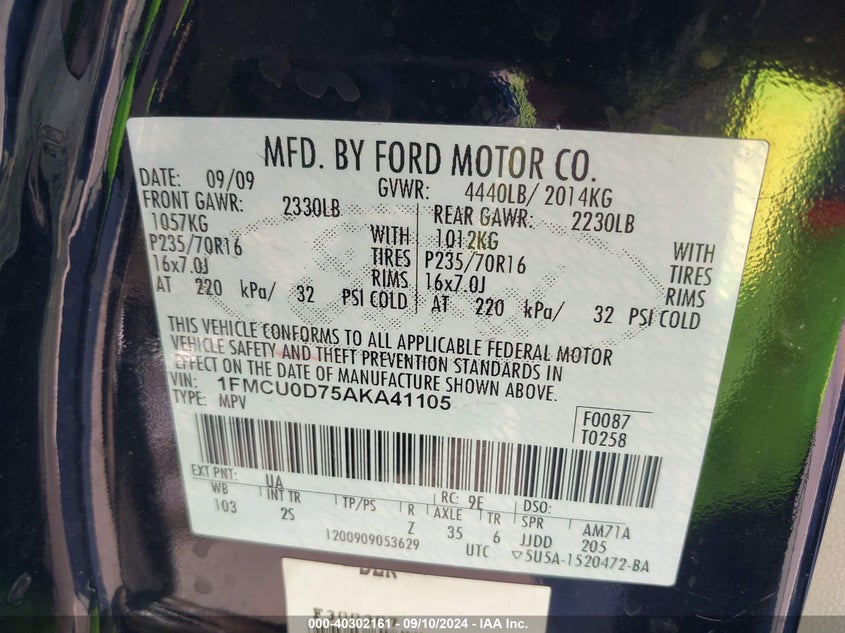 MFD. BY FORD MOTOR CO.
DATE: 09/09 GVWR: 4440LB/ 2014KG
FRONT GAWR: 2330LB REAR GAWR: 2230LB
1057KG WITH 1012KG WITH
P235/70R16 TIRES P235/70R16 TIRES
16x7.0J RIMS 16x7.0J RIMS
AT 220 kPa/ 32 PSI COLD AT 220 kPa/ 32 PSI COLD
THIS VEHICLE CONFORMS TO ALL APPLICABLE FEDERAL MOTOR
VEHICLE SAFETY AND THEFT PREVENTION STANDARDS IN
EFFECT ON THE DATE OF MANUFACTURE SHOWN ABOVE.
VIN: 1FMCU0D75AKA41105
TYPE: MPV
F0087
T0258
EXT PNT: UA RC: 9E DSO:
WB INT TR TP/PS R AXLE TR SPR AM71A
103 2S Z 35 6 JJDD 205
1200909053629 UTC ▽5U5A-1520472-BA
00-40302161 - 09/10/2024 - IAA Inc.